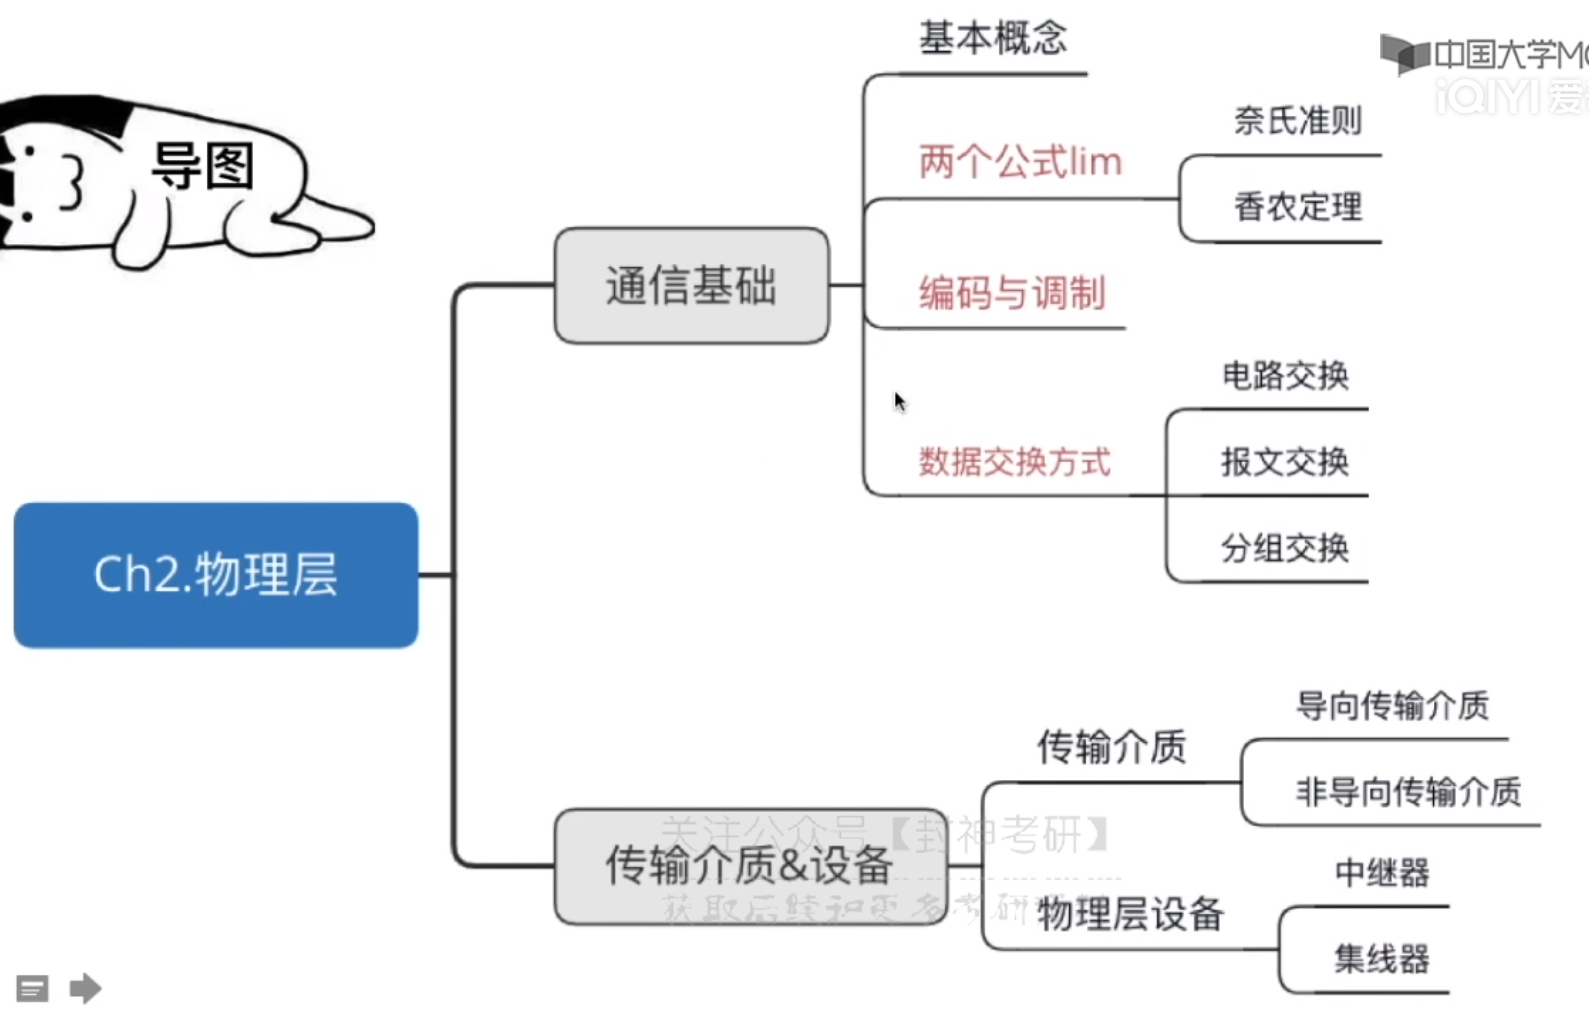 导图
中国大学MO
iQIYI 爱
Ch2.物理层
通信基础
基本概念
两个公式lim
奈氏准则
香农定理
编码与调制
数据交换方式
电路交换
报文交换
分组交换
传输介质&设备
传输介质
导向传输介质
非导向传输介质
物理层设备
中继器
集线器
关注公众号【封神考研】
获取后续和更多考研